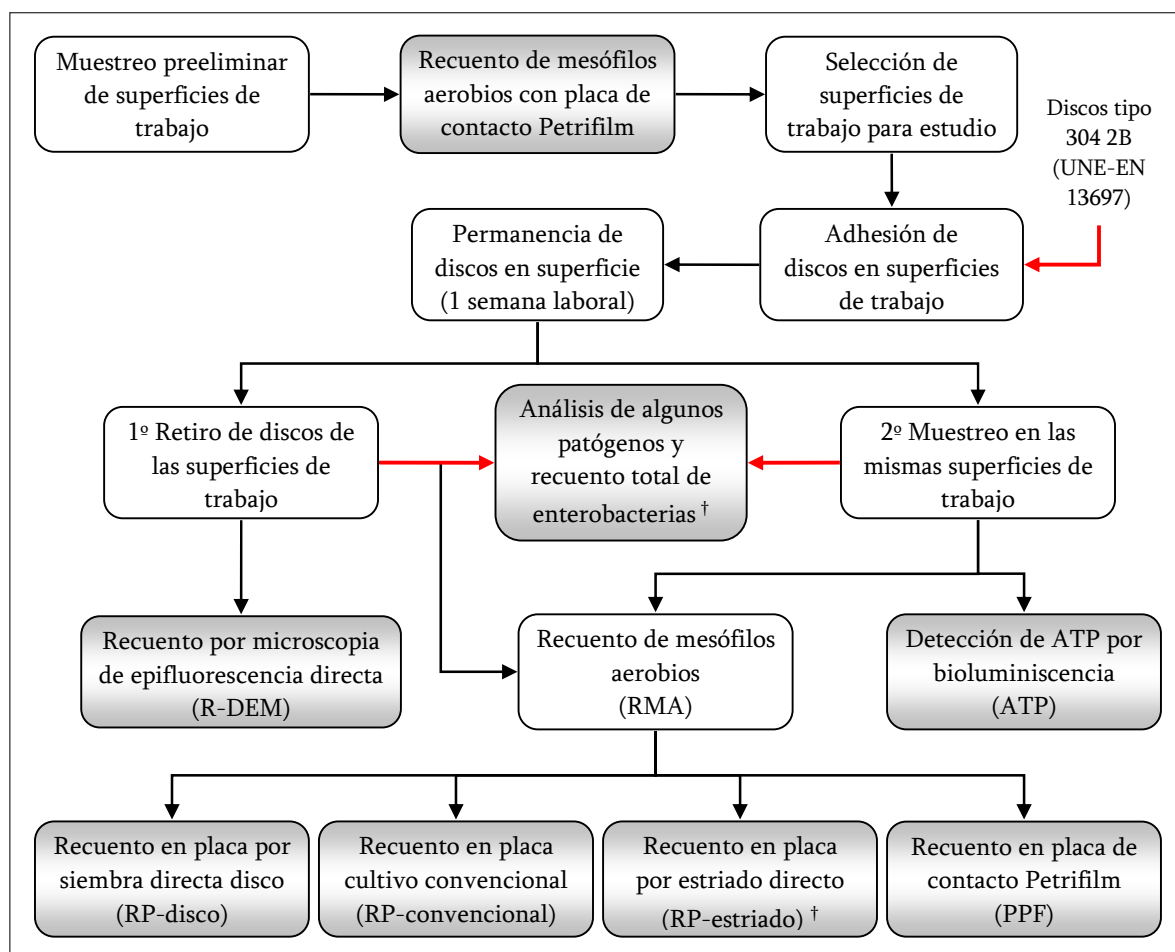 Muestreo preeliminar
de superficies de
trabajo
Recuento de mesófilos
aerobios con placa de
contacto Petrifilm
Selección de
superficies de
trabajo para estudio
Discos tipo
304 2B
(UNE-EN
13697)
Permanencia de
discos en superficie
(1 semana laboral)
Adhesión de
discos en superficies
de trabajo
1º Retiro de discos de
las superficies de
trabajo
Análisis de algunos
patógenos y
recuento total de
enterobacterias †
2º Muestreo en las
mismas superficies de
trabajo
Recuento por microscopia
de epifluorescencia directa
(R-DEM)
Recuento de mesófilos
aerobios
(RMA)
Detección de ATP por
bioluminiscencia
(ATP)
Recuento en placa por
siembra directa disco
(RP-disco)
Recuento en placa
cultivo convencional
(RP-convencional)
Recuento en placa
por estriado directo
(RP-estriado) †
Recuento en placa de
contacto Petrifilm
(PPF)